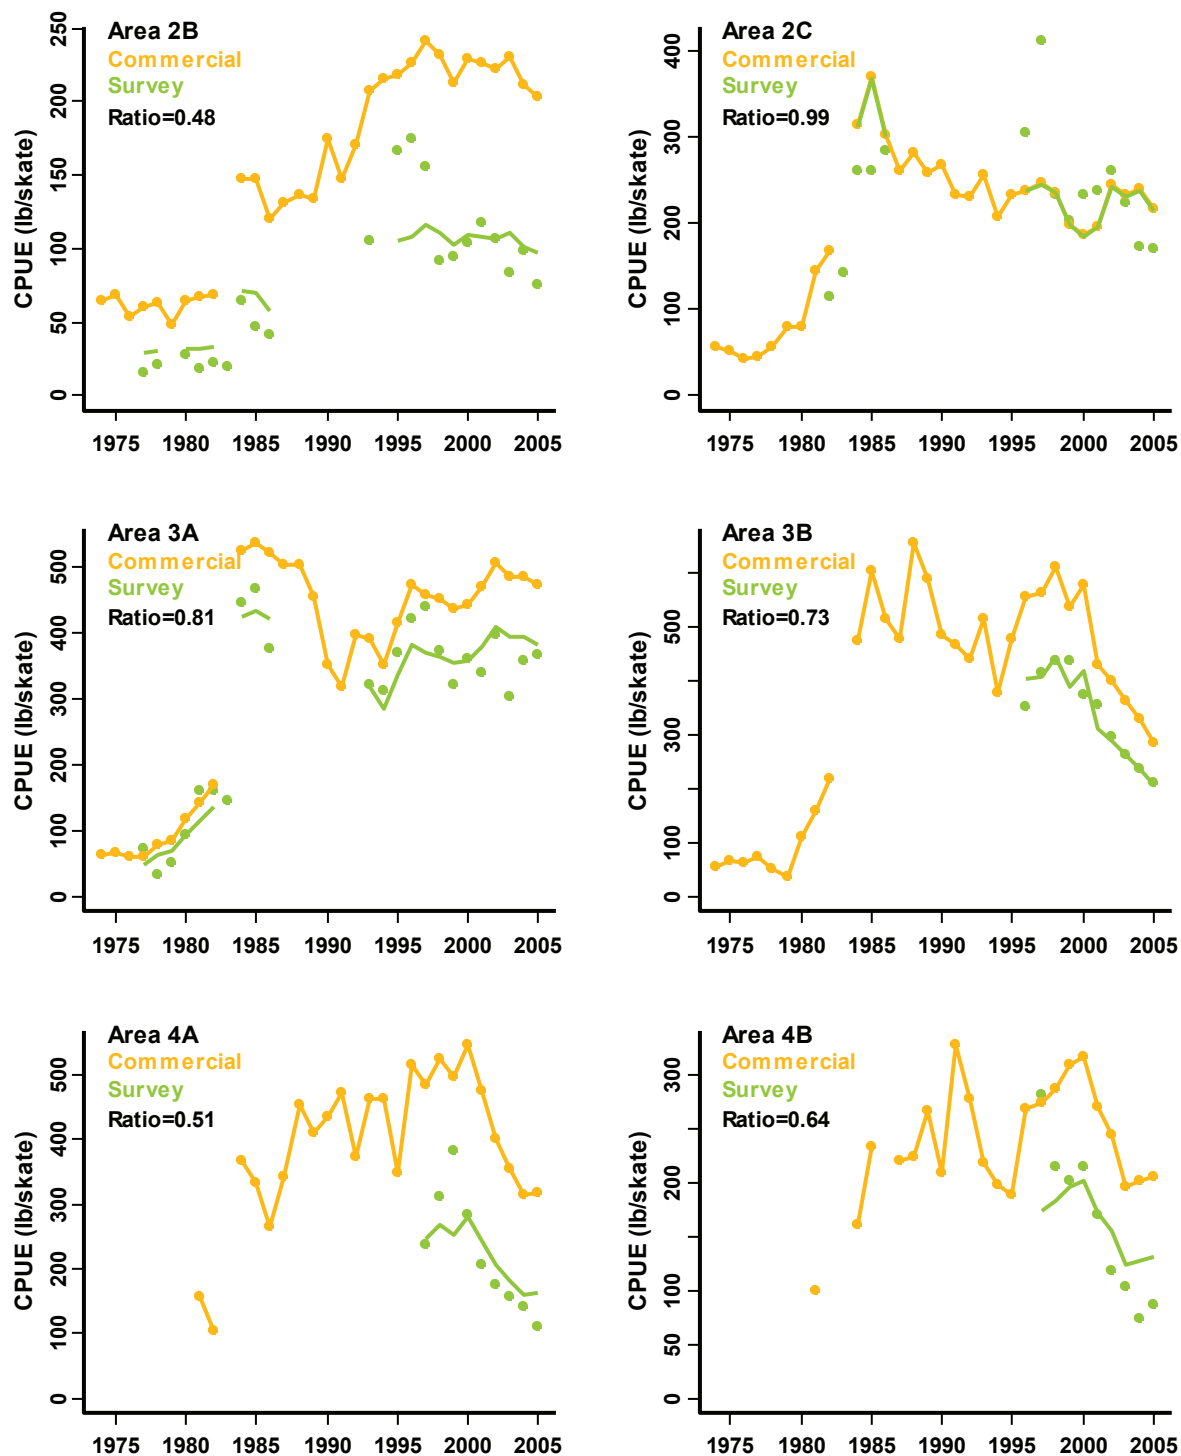 Area 2B
Commercial
Survey
Ratio=0.48
CPUE (lb/skate)
0 50 100 150 200 250
1975 1980 1985 1990 1995 2000 2005
Area 2C
Commercial
Survey
Ratio=0.99
CPUE (lb/skate)
0 100 200 300 400
1975 1980 1985 1990 1995 2000 2005
Area 3A
Commercial
Survey
Ratio=0.81
CPUE (lb/skate)
0 100 200 300 400 500
1975 1980 1985 1990 1995 2000 2005
Area 3B
Commercial
Survey
Ratio=0.73
CPUE (lb/skate)
0 100 300 500
1975 1980 1985 1990 1995 2000 2005
Area 4A
Commercial
Survey
Ratio=0.51
CPUE (lb/skate)
0 100 200 300 400 500
1975 1980 1985 1990 1995 2000 2005
Area 4B
Commercial
Survey
Ratio=0.64
CPUE (lb/skate)
0 50 100 200 300
1975 1980 1985 1990 1995 2000 2005